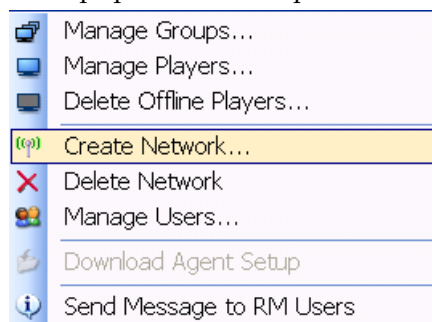 Manage Groups...
Manage Players...
Delete Offline Players...
Create Network...
Delete Network
Manage Users...
Download Agent Setup
Send Message to RM Users